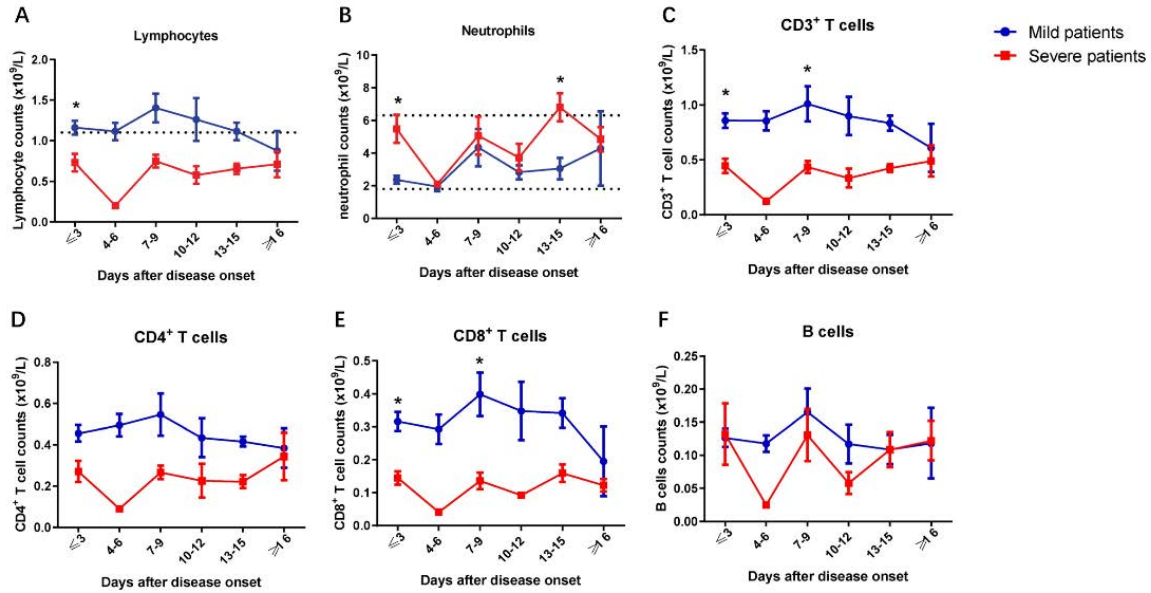 A
Lymphocytes
Lymphocyte counts (x10⁹/L)
2.0
1.5
1.0
0.5
0.0
*
≤3
4-6
7-9
10-12
13-15
≥16
Days after disease onset
B
Neutrophils
neutrophil counts (x10⁹/L)
10
8
6
4
2
0
*
*
≤3
4-6
7-9
10-12
13-15
≥16
Days after disease onset
C
CD3⁺ T cells
CD3⁺ T cell counts (x10⁹/L)
1.5
1.0
0.5
0.0
*
*
≤3
4-6
7-9
10-12
13-15
≥16
Days after disease onset
Mild patients
Severe patients
D
CD4⁺ T cells
CD4⁺ T cell counts (x10⁹/L)
0.8
0.6
0.4
0.2
0.0
≤3
4-6
7-9
10-12
13-15
≥16
Days after disease onset
E
CD8⁺ T cells
CD8⁺ T cell counts (x10⁹/L)
0.5
0.4
0.3
0.2
0.1
0.0
*
*
≤3
4-6
7-9
10-12
13-15
≥16
Days after disease onset
F
B cells
B cells counts (x10⁹/L)
0.25
0.20
0.15
0.10
0.05
0.00
≤3
4-6
7-9
10-12
13-15
≥16
Days after disease onset